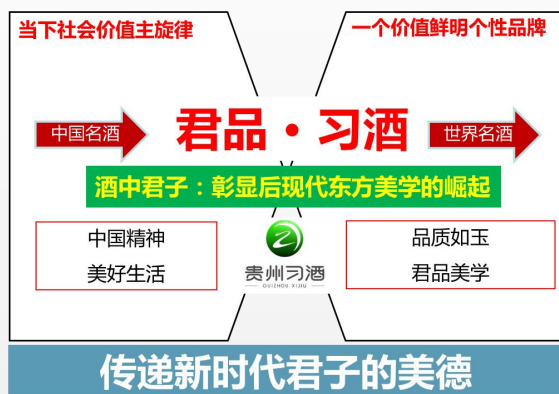 当下社会价值主旋律
一个价值鲜明个性品牌
中国名酒
君品·习酒
世界名酒
酒中君子：彰显后现代东方美学的崛起
中国精神
美好生活
贵州习酒
GUIZHOU XIJIU
品质如玉
君品美学
传递新时代君子的美德